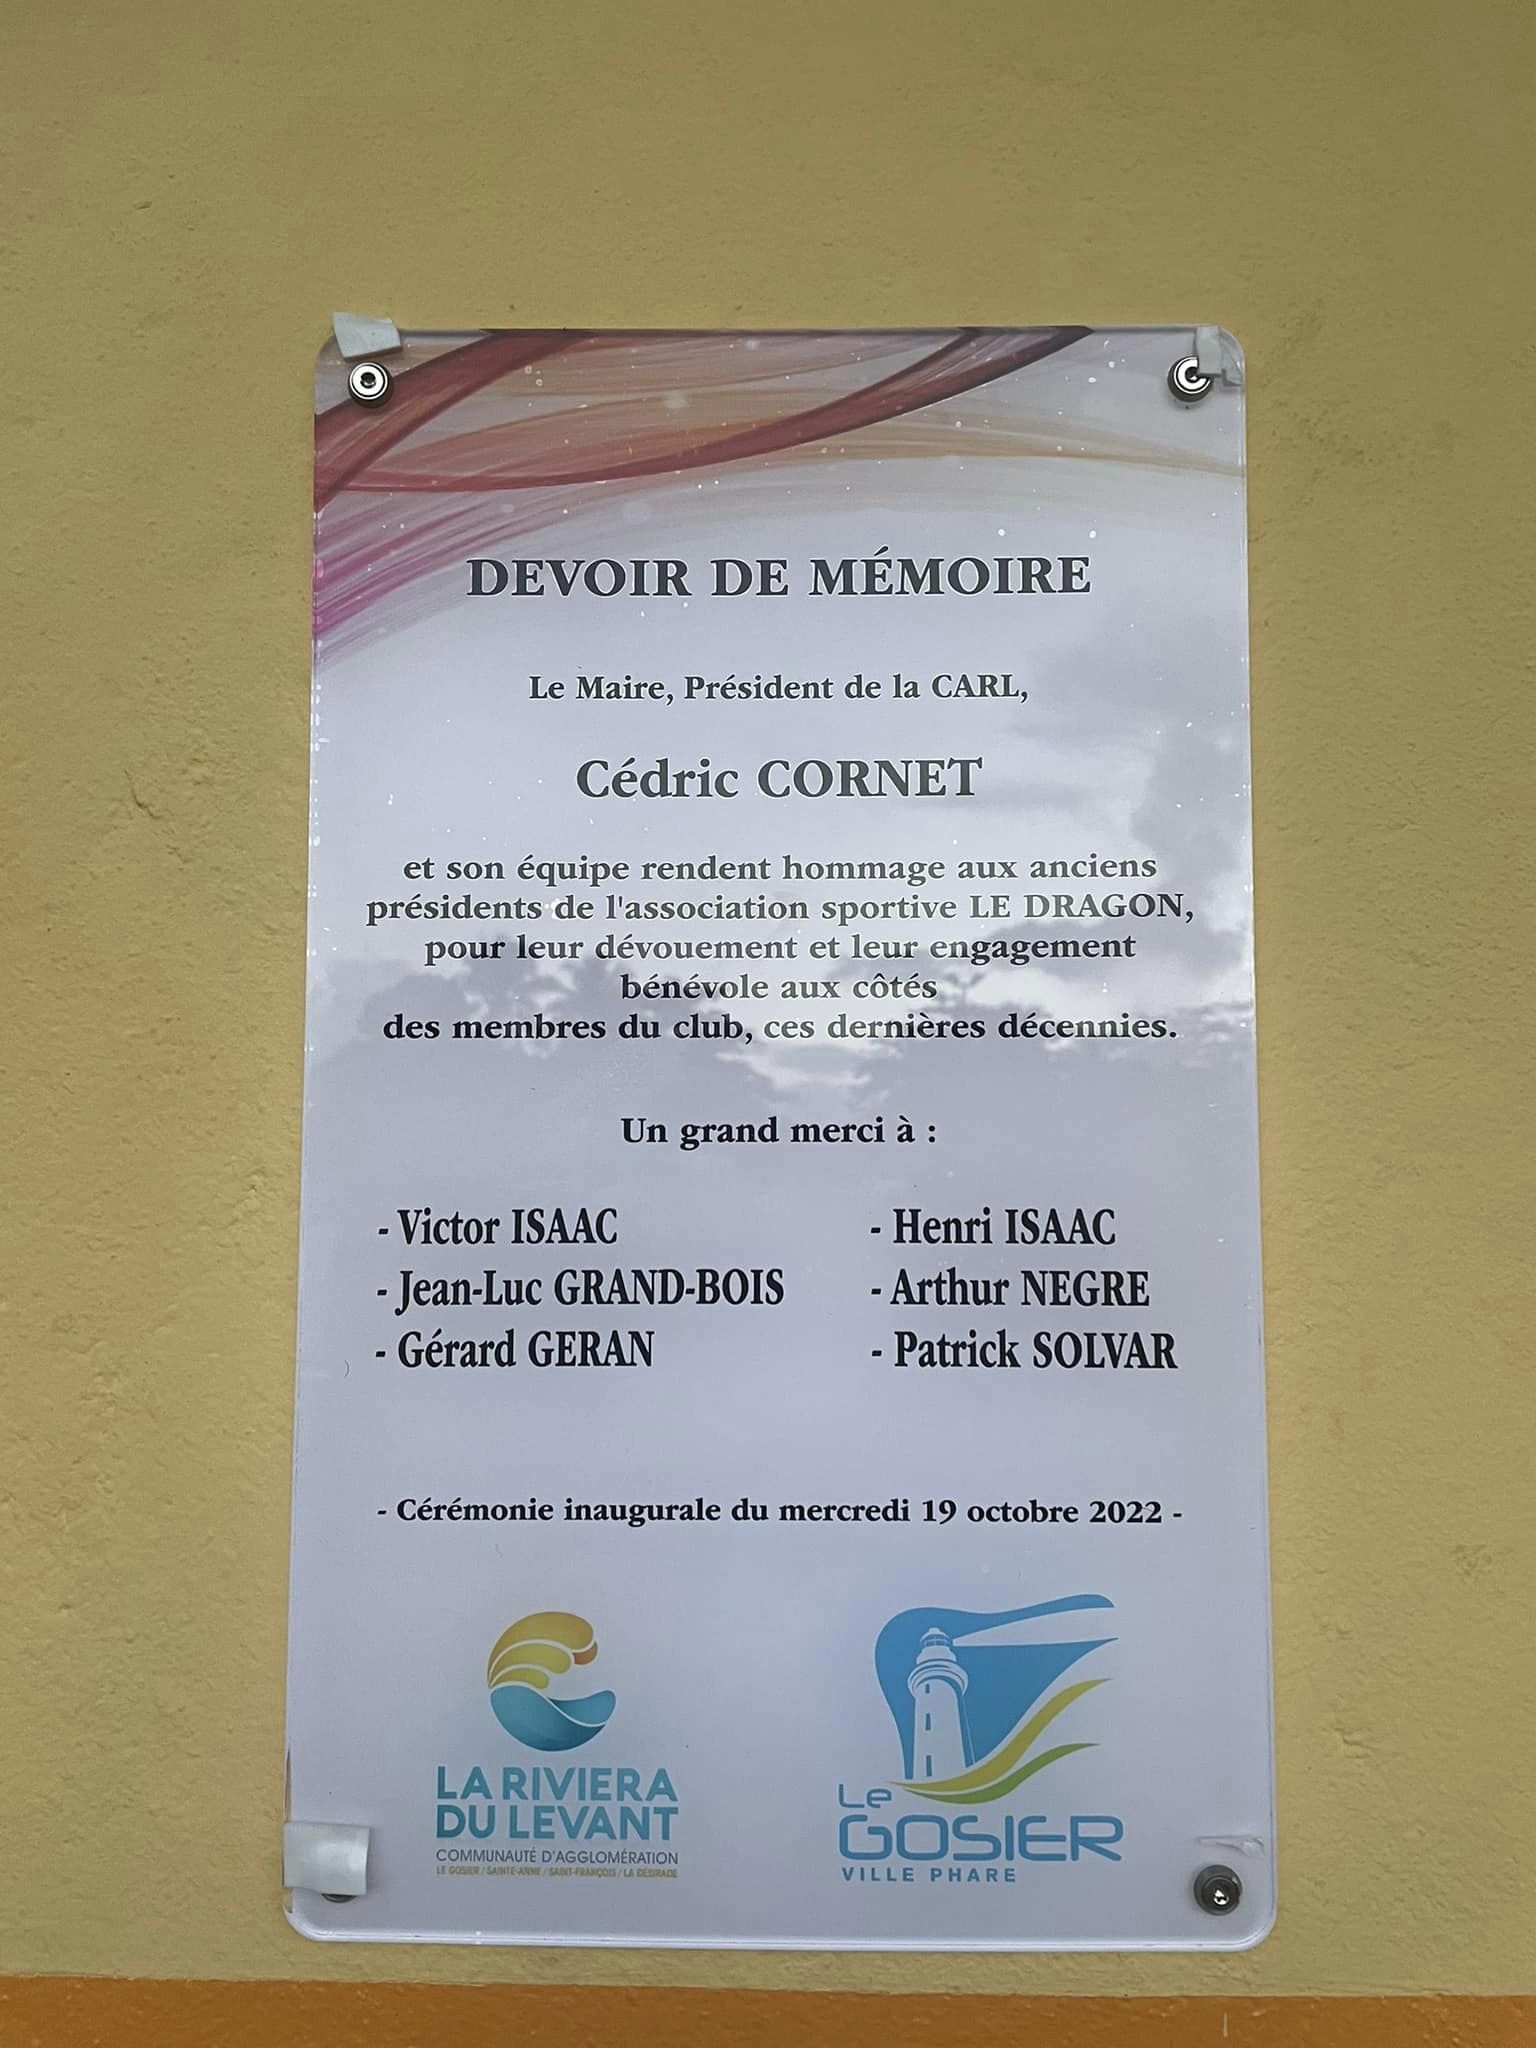 DEVOIR DE MÉMOIRE
Le Maire, Président de la CARL,
Cédric CORNET
et son équipe rendent hommage aux anciens
présidents de l'association sportive LE DRAGON,
pour leur dévouement et leur engagement
bénévole aux côtés
des membres du club, ces dernières décennies.
Un grand merci à :
- Victor ISAAC
- Jean-Luc GRAND-BOIS
- Gérard GERAN
- Henri ISAAC
- Arthur NEGRE
- Patrick SOLVAR
- Cérémonie inaugurale du mercredi 19 octobre 2022 -
LA RIVIERA
DU LEVANT
COMMUNAUTÉ D'AGGLOMÉRATION
LE GOSIER / SAINTE-ANNE / SAINT-FRANÇOIS / LA DÉSIRADE
Le
GOSIER
VILLE PHARE